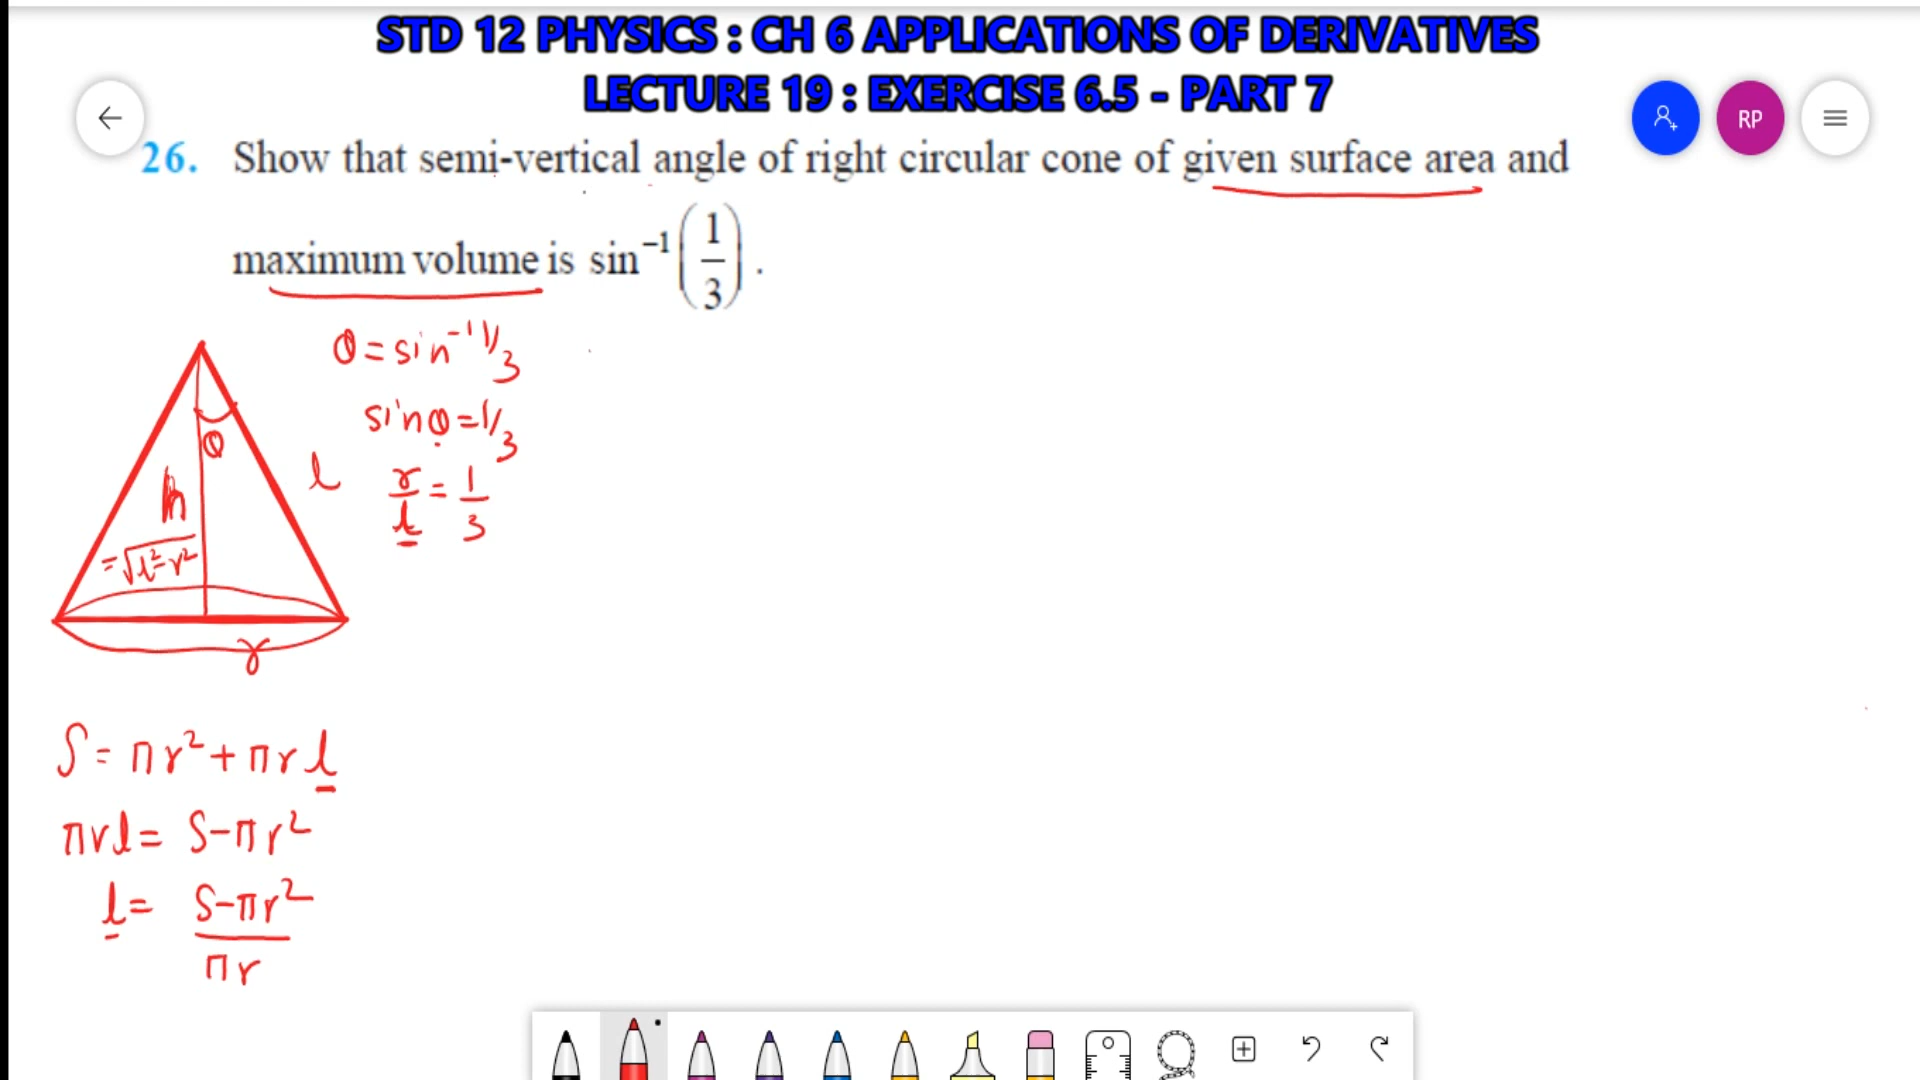 STD 12 PHYSICS : CH 6 APPLICATIONS OF DERIVATIVES
LECTURE 19 : EXERCISE 6.5 - PART 7
RP
26. Show that semi-vertical angle of right circular cone of given surface area and
maximum volume is sin⁻¹(1/3).
θ = sin⁻¹ 1/3
sinθ = 1/3
r/l = 1/3
θ
l
h
= √l²-r²
r
S = πr² + πrl
πrl = S-πr²
l = S-πr²/πr